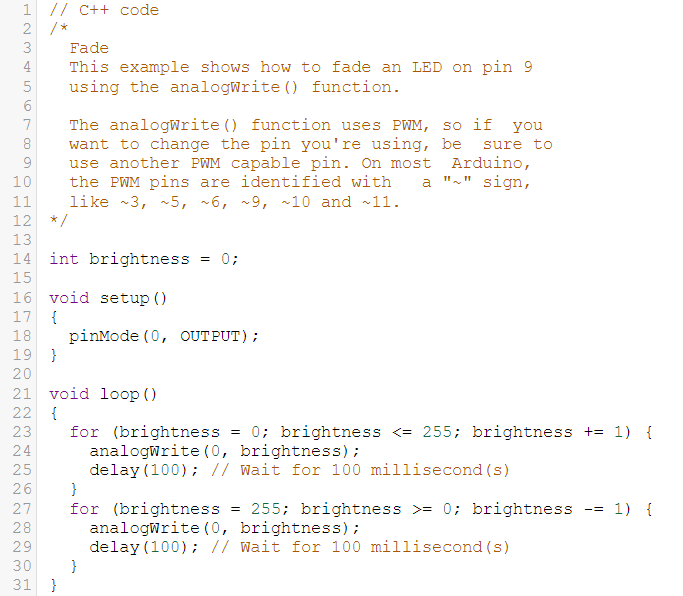 1 // C++ code
2 /*
3   Fade
4   This example shows how to fade an LED on pin 9
5   using the analogWrite() function.
6
7   The analogWrite() function uses PWM, so if  you
8   want to change the pin you're using, be  sure to
9   use another PWM capable pin. On most  Arduino,
10   the PWM pins are identified with   a "~" sign,
11   like ~3, ~5, ~6, ~9, ~10 and ~11.
12 */
13
14 int brightness = 0;
15
16 void setup()
17 {
18   pinMode(0, OUTPUT);
19 }
20
21 void loop()
22 {
23   for (brightness = 0; brightness <= 255; brightness += 1) {
24     analogWrite(0, brightness);
25     delay(100); // Wait for 100 millisecond(s)
26   }
27   for (brightness = 255; brightness >= 0; brightness -= 1) {
28     analogWrite(0, brightness);
29     delay(100); // Wait for 100 millisecond(s)
30   }
31 }